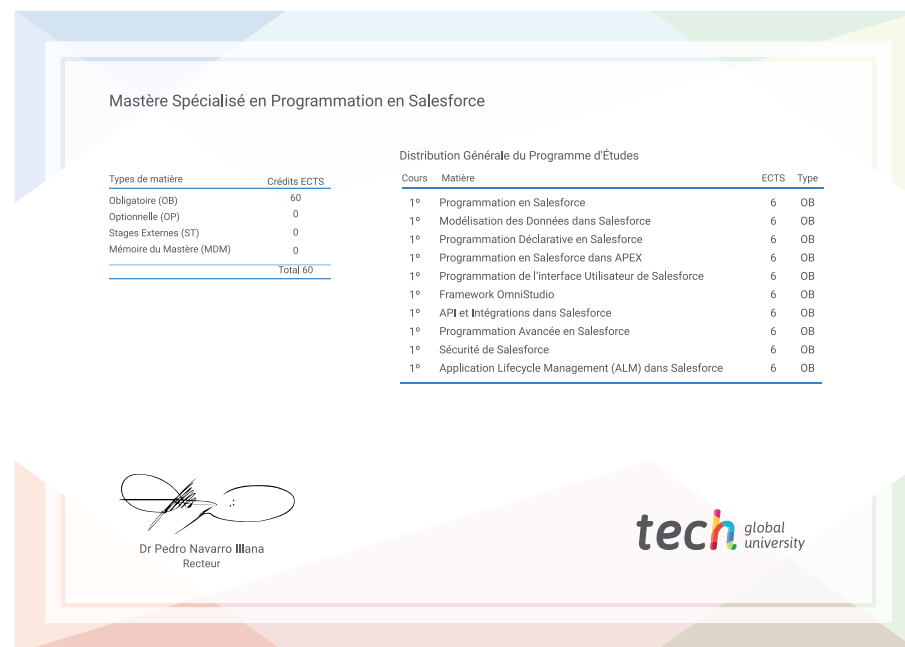 Mastère Spécialisé en Programmation en Salesforce
Types de matière Crédits ECTS
Obligatoire (OB) 60
Optionnelle (OP) 0
Stages Externes (ST) 0
Mémoire du Mastère (MDM) 0
Total 60
Distribution Générale du Programme d'Études
Cours Matière ECTS Type
1º Programmation en Salesforce 6 OB
1º Modélisation des Données dans Salesforce 6 OB
1º Programmation Déclarative en Salesforce 6 OB
1º Programmation en Salesforce dans APEX 6 OB
1º Programmation de l’interface Utilisateur de Salesforce 6 OB
1º Framework OmniStudio 6 OB
1º API et Intégrations dans Salesforce 6 OB
1º Programmation Avancée en Salesforce 6 OB
1º Sécurité de Salesforce 6 OB
1º Application Lifecycle Management (ALM) dans Salesforce 6 OB
Dr Pedro Navarro Illana
Recteur
tech global
university